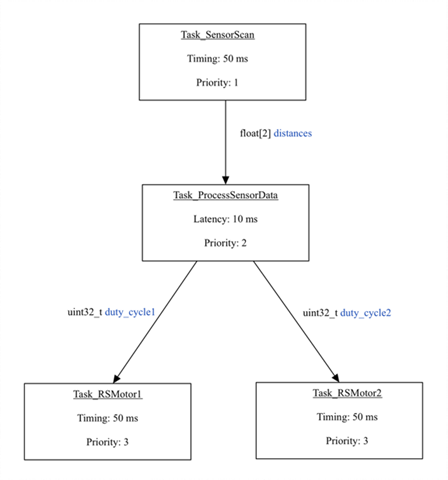 Task_SensorScan
Timing: 50 ms
Priority: 1
float[2] distances
Task_ProcessSensorData
Latency: 10 ms
Priority: 2
uint32_t duty_cycle1
uint32_t duty_cycle2
Task_RSMotor1
Timing: 50 ms
Priority: 3
Task_RSMotor2
Timing: 50 ms
Priority: 3